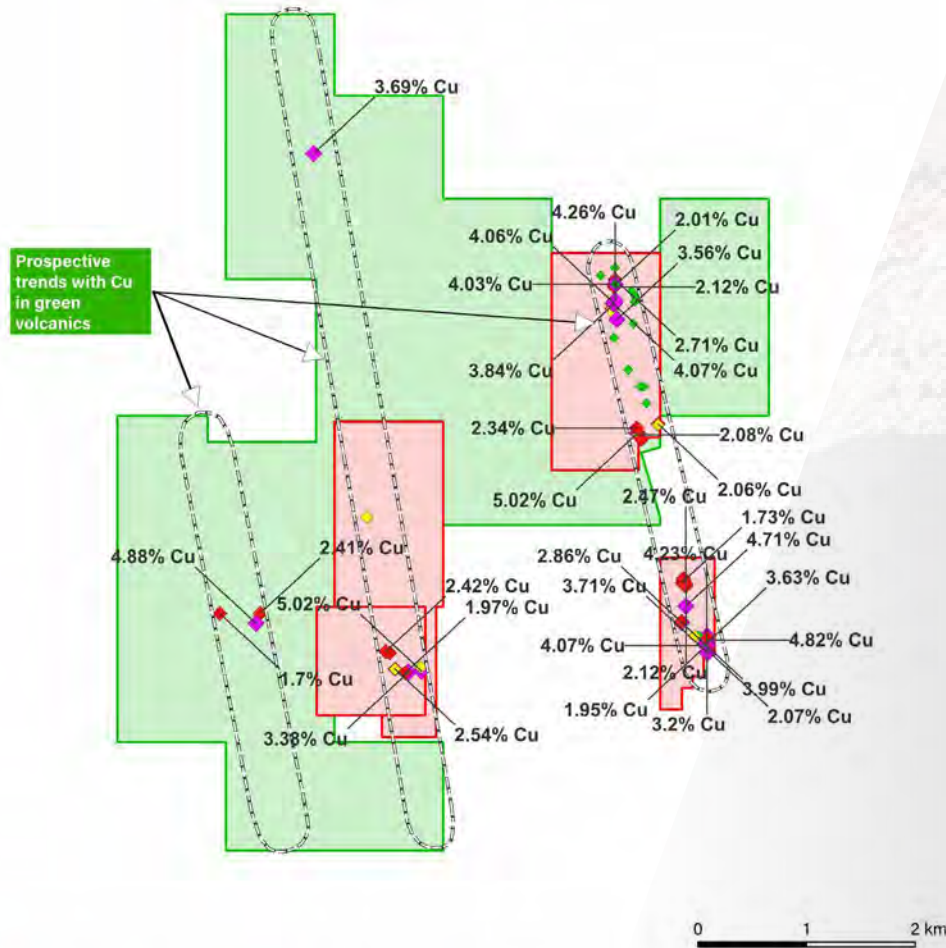 3.69% Cu
4.26% Cu
2.01% Cu
4.06% Cu
3.56% Cu
Prospective
trends with Cu
in green
volcanics
4.03% Cu
2.12% Cu
2.71% Cu
3.84% Cu
4.07% Cu
2.34% Cu
2.08% Cu
5.02% Cu
2.47% Cu
2.06% Cu
1.73% Cu
4.71% Cu
4.88% Cu
2.41% Cu
2.86% Cu
4.23% Cu
3.63% Cu
5.02% Cu
2.42% Cu
3.71% Cu
1.97% Cu
4.07% Cu
4.82% Cu
1.7% Cu
2.12% Cu
3.99% Cu
3.38% Cu
2.54% Cu
1.95% Cu
3.2% Cu
2.07% Cu
0 1 2 km